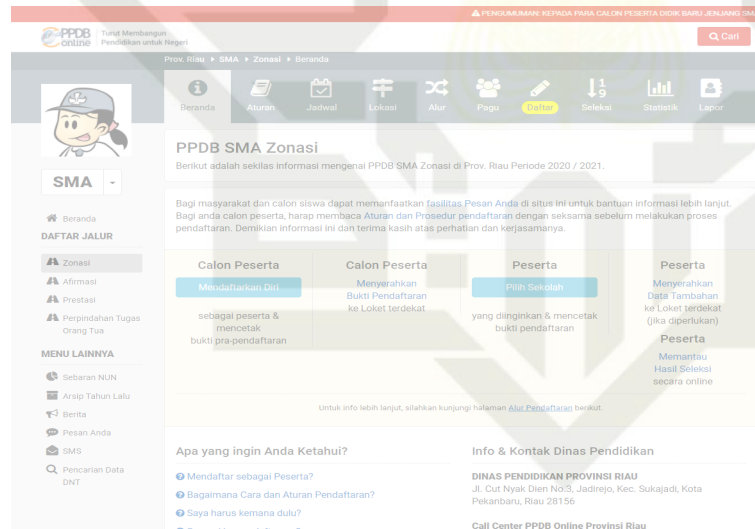 PENGUMUMAN: KEPADA PARA CALON PESERTA DIDIK BARU JENJANG SMA
PPDB online
Turut Membangun
Pendidikan untuk Negeri
Cari
Prov. Riau SMA Zonasi Beranda
Beranda Aturan Jadwal Lokasi Alur Pagu Daftar Seleksi Statistik Lapor
SMA
Beranda
DAFTAR JALUR
Zonasi
Afirmasi
Prestasi
Perpindahan Tugas
Orang Tua
MENU LAINNYA
Sebaran NUN
Arsip Tahun Lalu
Berita
Pesan Anda
SMS
Pencarian Data
DNT
PPDB SMA Zonasi
Berikut adalah sekilas informasi mengenai PPDB SMA Zonasi di Prov. Riau Periode 2020 / 2021.
Bagi masyarakat dan calon siswa dapat memanfaatkan fasilitas Pesan Anda di situs ini untuk bantuan informasi lebih lanjut.
Bagi anda calon peserta, harap membaca Aturan dan Prosedur pendaftaran dengan seksama sebelum melakukan proses
pendaftaran. Demikian informasi ini dan terima kasih atas perhatian dan kerjasamanya.
Calon Peserta
Mendaftarkan Diri
sebagai peserta &
mencetak
bukti pra-pendaftaran
Calon Peserta
Menyerahkan
Bukti Pendaftaran
ke Loket terdekat
Peserta
Pilih Sekolah
yang diinginkan & mencetak
bukti pendaftaran
Peserta
Menyerahkan
Data Tambahan
ke Loket terdekat
(jika diperlukan)
Peserta
Memantau
Hasil Seleksi
secara online
Untuk info lebih lanjut, silahkan kunjungi halaman Alur Pendaftaran berikut.
Apa yang ingin Anda Ketahui?
Mendaftar sebagai Peserta?
Bagaimana Cara dan Aturan Pendaftaran?
Saya harus kemana dulu?
Info & Kontak Dinas Pendidikan
DINAS PENDIDIKAN PROVINSI RIAU
Jl. Cut Nyak Dien No.3, Jadirejo, Kec. Sukajadi, Kota
Pekanbaru, Riau 28156
Call Center PPDB Online Provinsi Riau